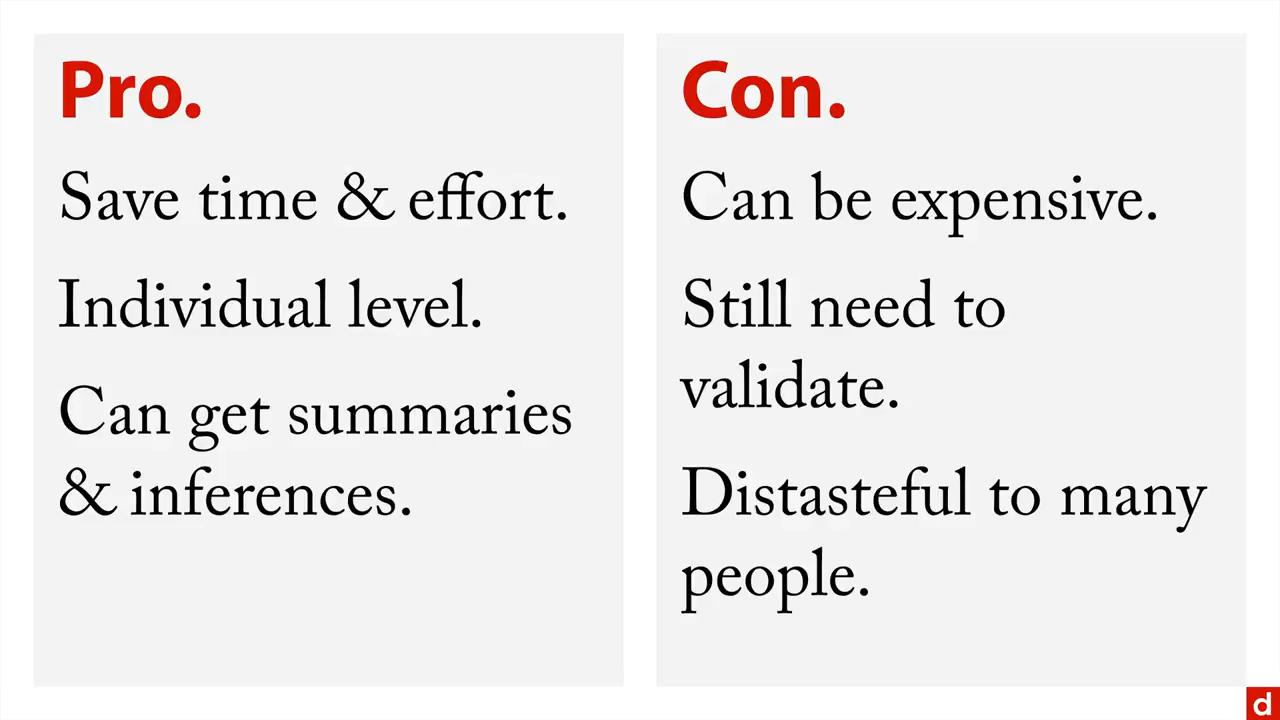 Pro.
Save time & effort.
Individual level.
Can get summaries
& inferences.
Con.
Can be expensive.
Still need to
validate.
Distasteful to many
people.
d